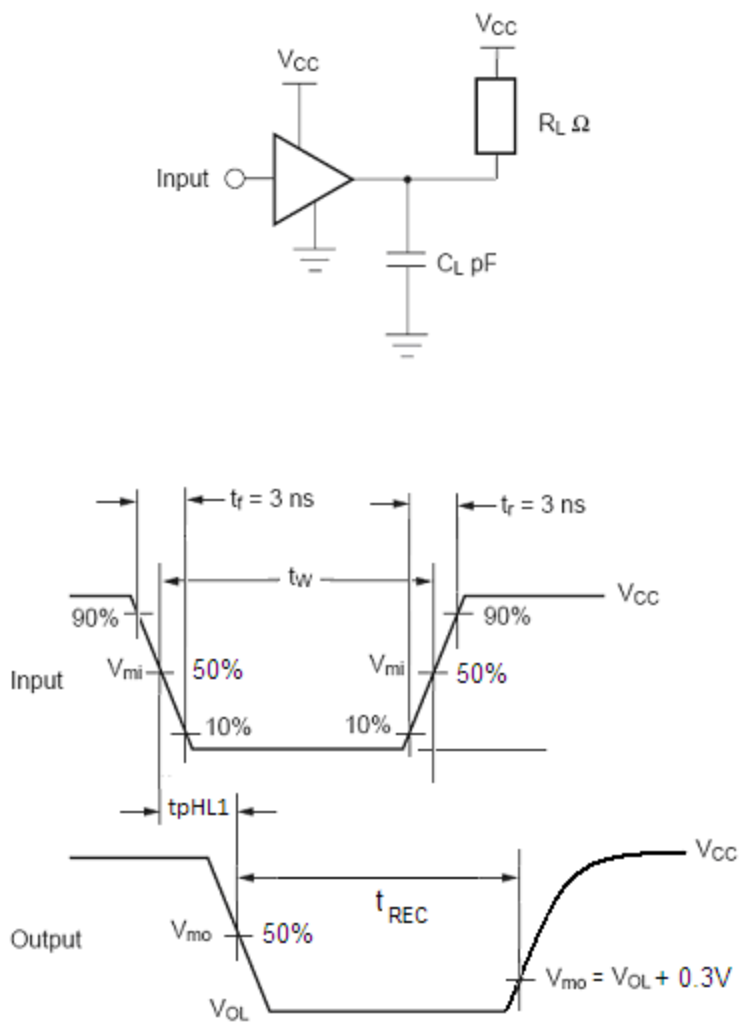 VCC
VCC
RL Ω
Input
CL pF
tf = 3 ns
tr = 3 ns
tW
VCC
90%
90%
Vmi
50%
Vmi
50%
Input
10%
10%
tpHL1
VCC
tREC
Vmo
50%
Output
Vmo = VOL + 0.3V
VOL